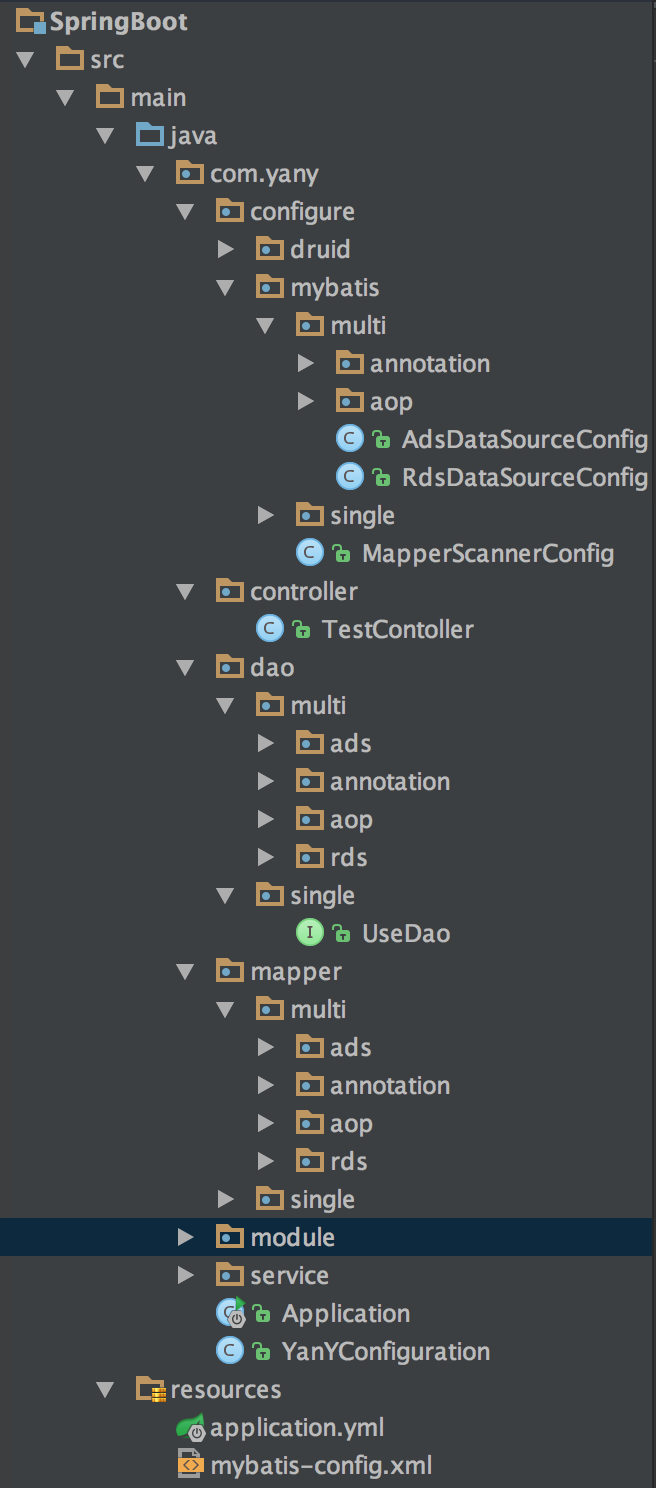 SpringBoot
src
main
java
com.yany
configure
druid
mybatis
multi
annotation
aop
AdsDataSourceConfig
RdsDataSourceConfig
single
MapperScannerConfig
controller
TestContoller
dao
multi
ads
annotation
aop
rds
single
UseDao
mapper
multi
ads
annotation
aop
rds
single
module
service
Application
YanYConfiguration
resources
application.yml
mybatis-config.xml